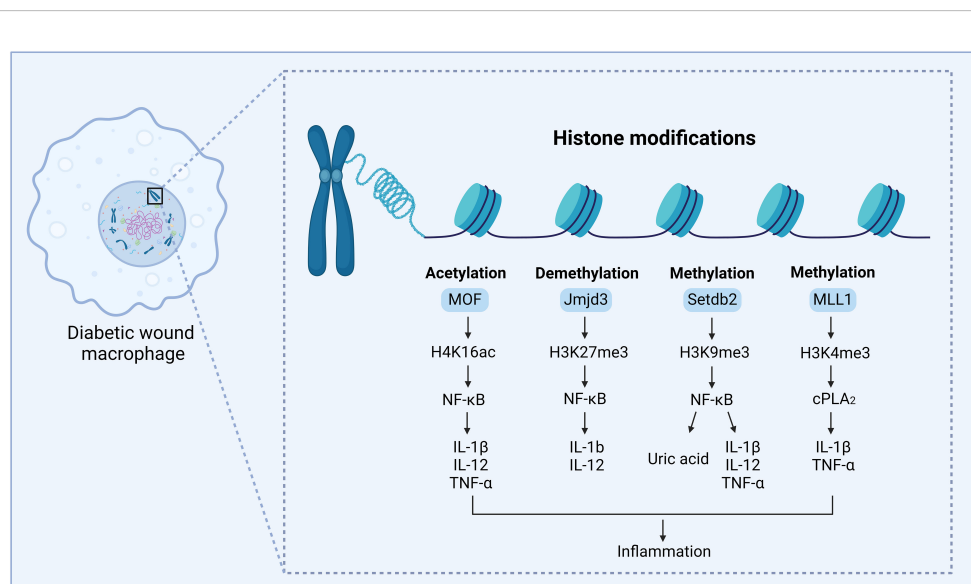 Histone modifications
Diabetic wound
macrophage
Acetylation
MOF
H4K16ac
NF-κB
IL-1β
IL-12
TNF-α
Demethylation
Jmjd3
H3K27me3
NF-κB
IL-1b
IL-12
Methylation
Setdb2
H3K9me3
NF-κB
Uric acid
IL-1β
IL-12
TNF-α
Methylation
MLL1
H3K4me3
cPLA₂
IL-1β
TNF-α
Inflammation